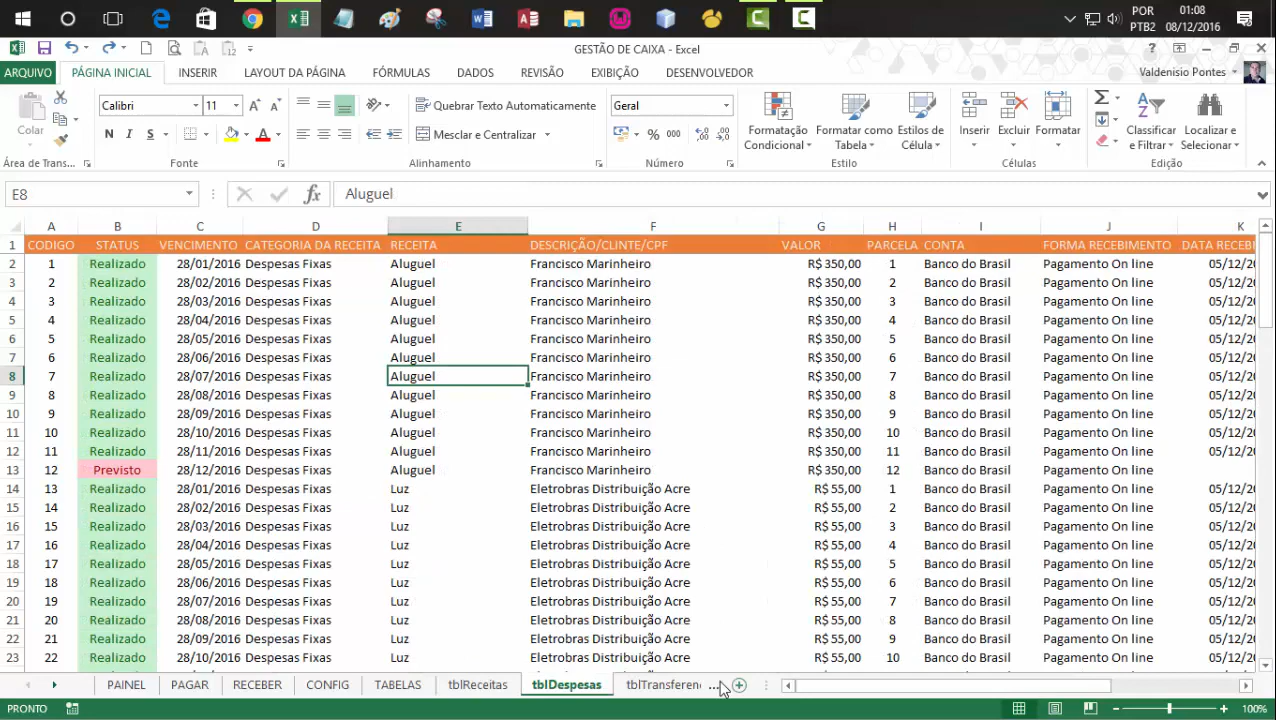 POR 01:08
PTB2 08/12/2016
GESTÃO DE CAIXA - Excel
ARQUIVO PÁGINA INICIAL INSERIR LAYOUT DA PÁGINA FÓRMULAS DADOS REVISÃO EXIBIÇÃO DESENVOLVEDOR Valdenisio Pontes
Colar Calibri 11 Quebrar Texto Automaticamente Geral Formatação Condicional Formatar como Tabela Estilos de Célula Inserir Excluir Formatar Classificar e Filtrar Localizar e Selecionar
N I S Mesclar e Centralizar % 000
Área de Trans... Fonte Alinhamento Número Estilo Células Edição
E8 fx Aluguel
A B C D E F G H I J K
1 CODIGO STATUS VENCIMENTO CATEGORIA DA RECEITA RECEITA DESCRIÇÃO/CLINTE/CPF VALOR PARCELA CONTA FORMA RECEBIMENTO DATA RECEBI
2 1 Realizado 28/01/2016 Despesas Fixas Aluguel Francisco Marinheiro R$ 350,00 1 Banco do Brasil Pagamento On line 05/12/20
3 2 Realizado 28/02/2016 Despesas Fixas Aluguel Francisco Marinheiro R$ 350,00 2 Banco do Brasil Pagamento On line 05/12/20
4 3 Realizado 28/03/2016 Despesas Fixas Aluguel Francisco Marinheiro R$ 350,00 3 Banco do Brasil Pagamento On line 05/12/20
5 4 Realizado 28/04/2016 Despesas Fixas Aluguel Francisco Marinheiro R$ 350,00 4 Banco do Brasil Pagamento On line 05/12/20
6 5 Realizado 28/05/2016 Despesas Fixas Aluguel Francisco Marinheiro R$ 350,00 5 Banco do Brasil Pagamento On line 05/12/20
7 6 Realizado 28/06/2016 Despesas Fixas Aluguel Francisco Marinheiro R$ 350,00 6 Banco do Brasil Pagamento On line 05/12/20
8 7 Realizado 28/07/2016 Despesas Fixas Aluguel Francisco Marinheiro R$ 350,00 7 Banco do Brasil Pagamento On line 05/12/20
9 8 Realizado 28/08/2016 Despesas Fixas Aluguel Francisco Marinheiro R$ 350,00 8 Banco do Brasil Pagamento On line 05/12/20
10 9 Realizado 28/09/2016 Despesas Fixas Aluguel Francisco Marinheiro R$ 350,00 9 Banco do Brasil Pagamento On line 05/12/20
11 10 Realizado 28/10/2016 Despesas Fixas Aluguel Francisco Marinheiro R$ 350,00 10 Banco do Brasil Pagamento On line 05/12/20
12 11 Realizado 28/11/2016 Despesas Fixas Aluguel Francisco Marinheiro R$ 350,00 11 Banco do Brasil Pagamento On line 05/12/20
13 12 Previsto 28/12/2016 Despesas Fixas Aluguel Francisco Marinheiro R$ 350,00 12 Banco do Brasil Pagamento On line
14 13 Realizado 28/01/2016 Despesas Fixas Luz Eletrobras Distribuição Acre R$ 55,00 1 Banco do Brasil Pagamento On line 05/12/20
15 14 Realizado 28/02/2016 Despesas Fixas Luz Eletrobras Distribuição Acre R$ 55,00 2 Banco do Brasil Pagamento On line 05/12/20
16 15 Realizado 28/03/2016 Despesas Fixas Luz Eletrobras Distribuição Acre R$ 55,00 3 Banco do Brasil Pagamento On line 05/12/20
17 16 Realizado 28/04/2016 Despesas Fixas Luz Eletrobras Distribuição Acre R$ 55,00 4 Banco do Brasil Pagamento On line 05/12/20
18 17 Realizado 28/05/2016 Despesas Fixas Luz Eletrobras Distribuição Acre R$ 55,00 5 Banco do Brasil Pagamento On line 05/12/20
19 18 Realizado 28/06/2016 Despesas Fixas Luz Eletrobras Distribuição Acre R$ 55,00 6 Banco do Brasil Pagamento On line 05/12/20
20 19 Realizado 28/07/2016 Despesas Fixas Luz Eletrobras Distribuição Acre R$ 55,00 7 Banco do Brasil Pagamento On line 05/12/20
21 20 Realizado 28/08/2016 Despesas Fixas Luz Eletrobras Distribuição Acre R$ 55,00 8 Banco do Brasil Pagamento On line 05/12/20
22 21 Realizado 28/09/2016 Despesas Fixas Luz Eletrobras Distribuição Acre R$ 55,00 9 Banco do Brasil Pagamento On line 05/12/20
23 22 Realizado 28/10/2016 Despesas Fixas Luz Eletrobras Distribuição Acre R$ 55,00 10 Banco do Brasil Pagamento On line 05/12/20
PAINEL PAGAR RECEBER CONFIG TABELAS tblReceitas tblDespesas tblTransferen ...
PRONTO 100%